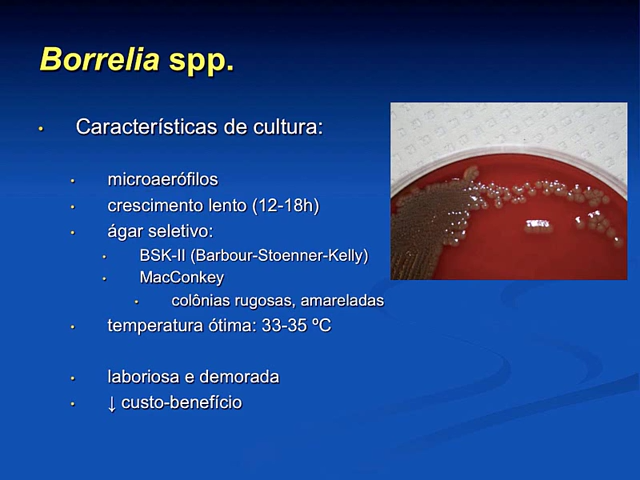 Borrelia spp.
• Características de cultura:
• microaerófilos
• crescimento lento (12-18h)
• ágar seletivo:
• BSK-II (Barbour-Stoenner-Kelly)
• MacConkey
• colônias rugosas, amareladas
• temperatura ótima: 33-35 ºC
• laboriosa e demorada
• ↓ custo-benefício